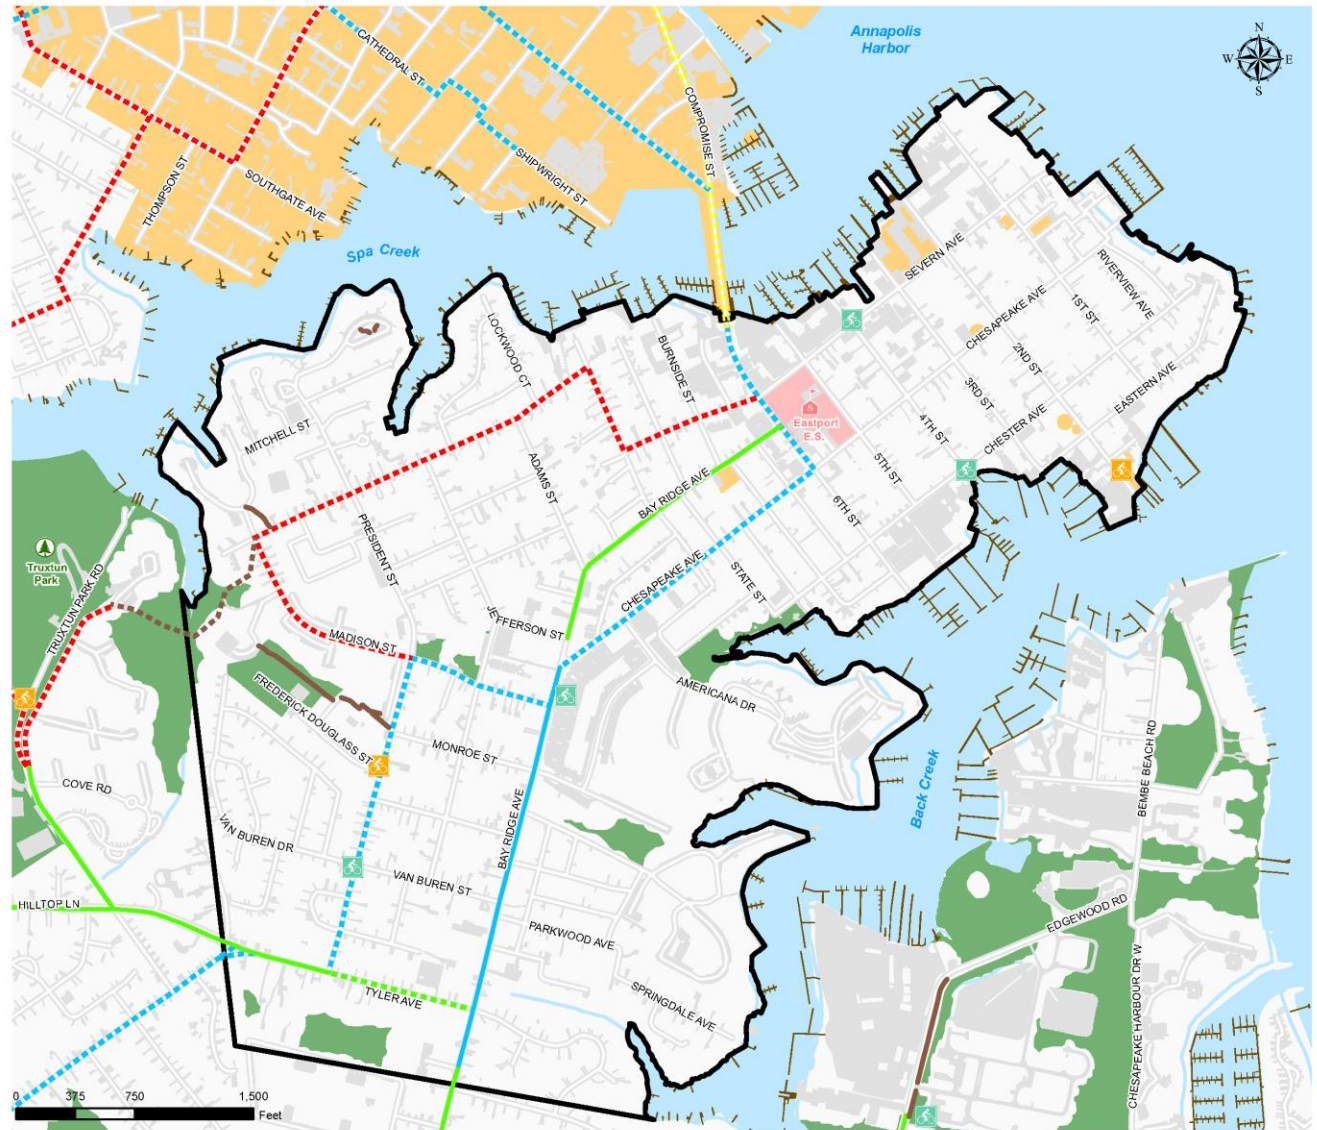 Annapolis
Harbor
N
W
E
S
CATHEDRAL ST
COMPROMISE ST
SHIPWRIGHT ST
THOMPSON ST
SOUTHGATE AVE
Spa Creek
SEVERN AVE
RIVERVIEW AVE
1ST ST
CHESAPEAKE AVE
2ND ST
EASTERN AVE
3RD ST
CHESTER AVE
4TH ST
5TH ST
6TH ST
LOCKWOOD CT
BURNSIDE ST
S
Eastport
E.S.
MITCHELL ST
ADAMS ST
BAY RIDGE AVE
PRESIDENT ST
CHESAPEAKE AVE
STATE ST
Truxtun
Park
TRUXTUN PARK RD
JEFFERSON ST
MADISON ST
FREDERICK DOUGLASS ST
AMERICANA DR
MONROE ST
COVE RD
BAY RIDGE AVE
Back Creek
BEMBE BEACH RD
VAN BUREN DR
VAN BUREN ST
HILLTOP LN
PARKWOOD AVE
EDGEWOOD RD
TYLER AVE
SPRINGDALE AVE
CHESAPEAKE HARBOUR DR W
0 375 750 1,500
Feet